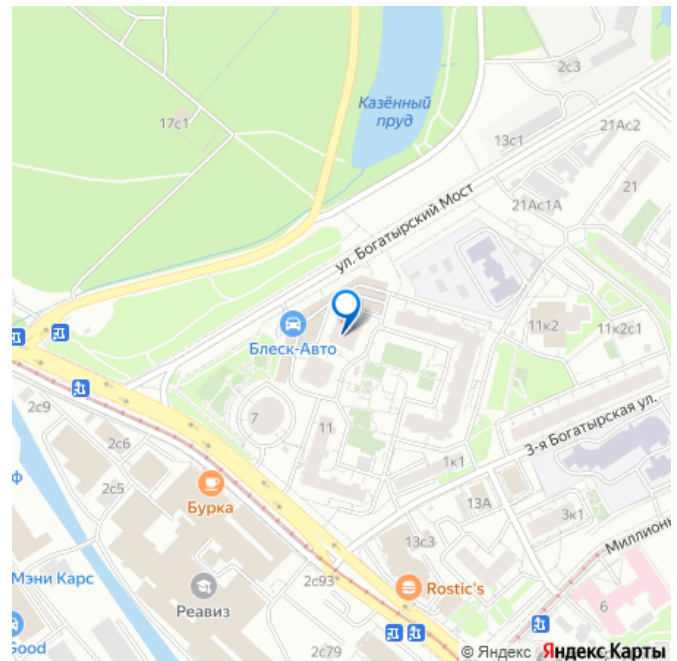 2с3
17с1
Казённый
пруд
13с1
21Ас2
21
21Ас1А
ул. Богатырский Мост
11к2
11к2с1
Блеск-Авто
2с9
7
11
3-я Богатырская ул.
2с6
1к1
2с5
ф
Бурка
13А
3к1
13с3
Миллионн
Мэни Карс
2с93
Rostic's
Реавиз
6
Good
2с79
© Яндекс Яндекс Карты